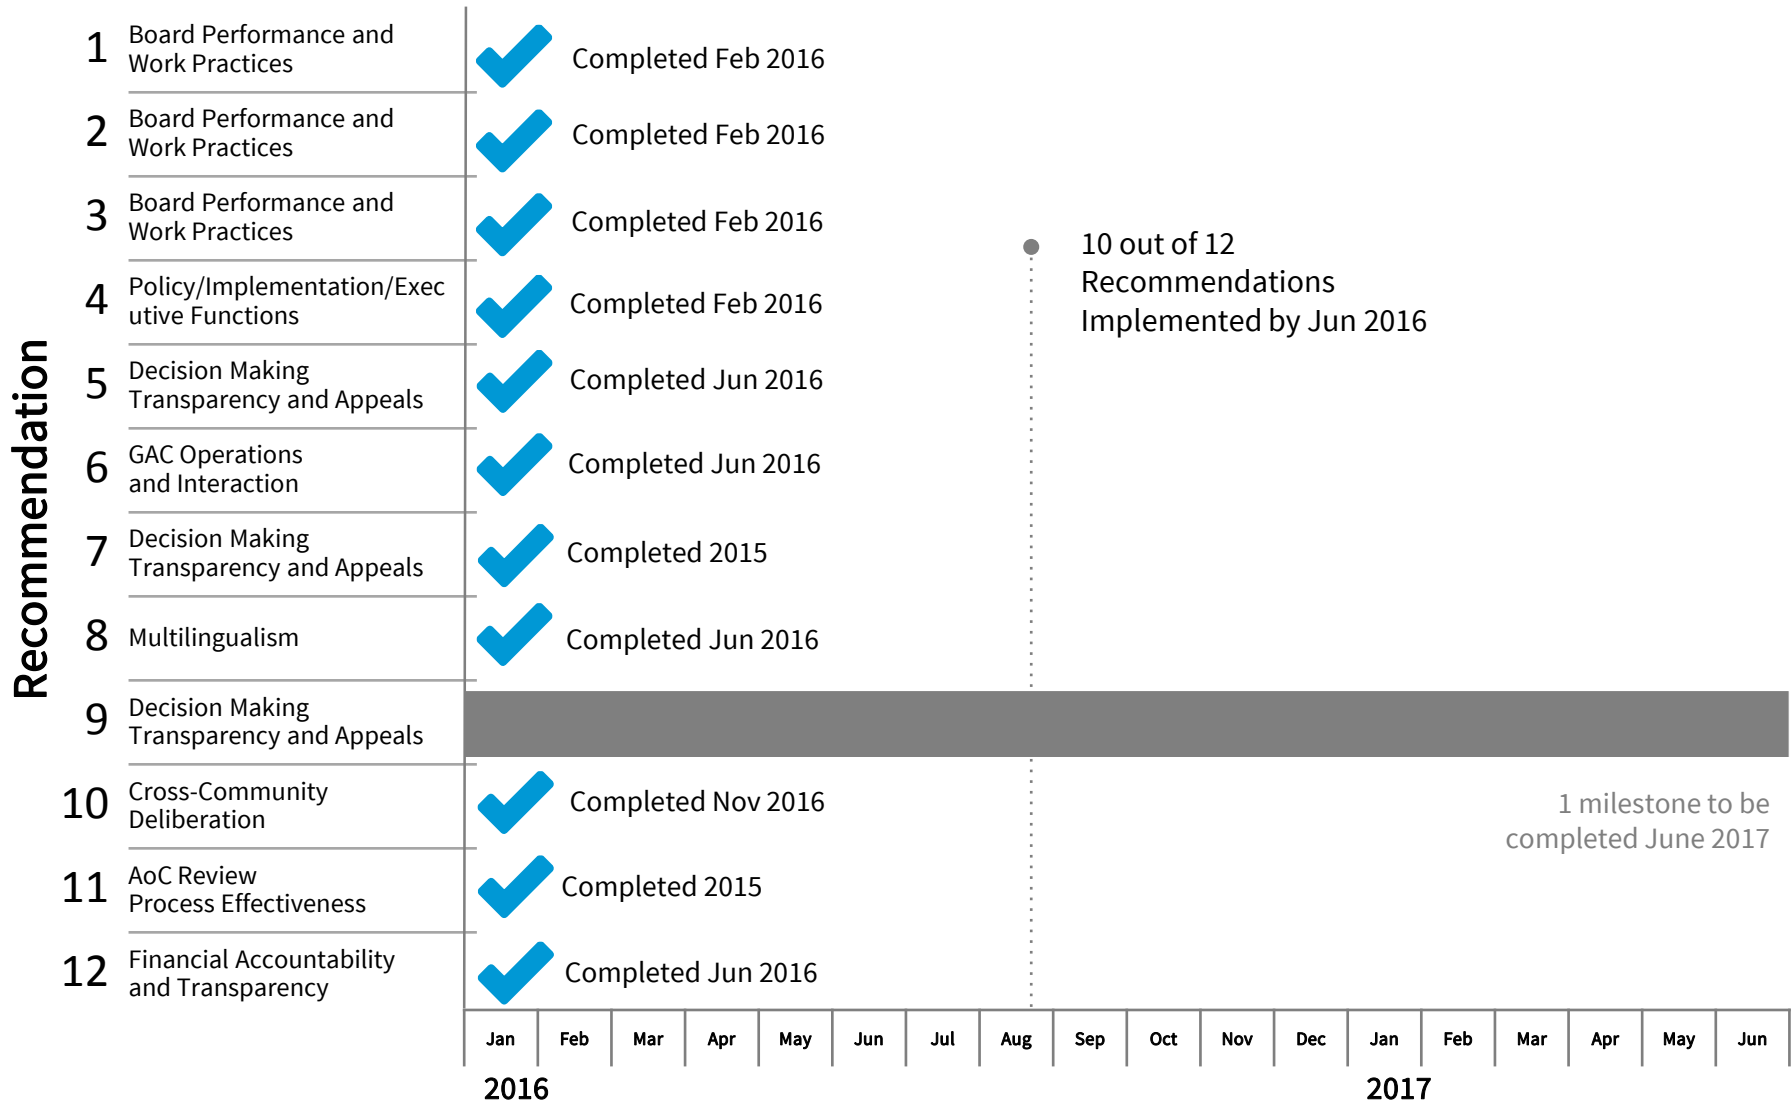 Recommendation
1
Board Performance and
Work Practices
Completed Feb 2016
2
Board Performance and
Work Practices
Completed Feb 2016
3
Board Performance and
Work Practices
Completed Feb 2016
10 out of 12
Recommendations
Implemented by Jun 2016
4
Policy/Implementation/Exec
utive Functions
Completed Feb 2016
5
Decision Making
Transparency and Appeals
Completed Jun 2016
6
GAC Operations
and Interaction
Completed Jun 2016
7
Decision Making
Transparency and Appeals
Completed 2015
8
Multilingualism
Completed Jun 2016
9
Decision Making
Transparency and Appeals
10
Cross-Community
Deliberation
Completed Nov 2016
1 milestone to be
completed June 2017
11
AoC Review
Process Effectiveness
Completed 2015
12
Financial Accountability
and Transparency
Completed Jun 2016
Jan Feb Mar Apr May Jun Jul Aug Sep Oct Nov Dec Jan Feb Mar Apr May Jun
2016 2017